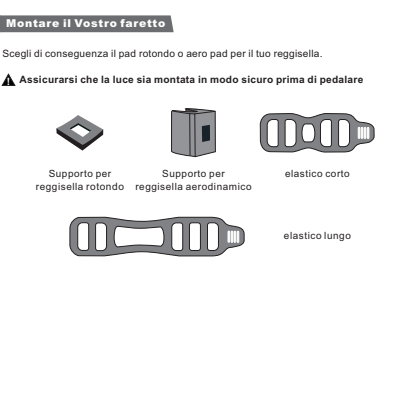 Montare il Vostro faretto
Scegli di conseguenza il pad rotondo o aero pad per il tuo reggisella.
Assicurarsi che la luce sia montata in modo sicuro prima di pedalare
Supporto per
reggisella rotondo
Supporto per
reggisella aerodinamico
elastico corto
elastico lungo